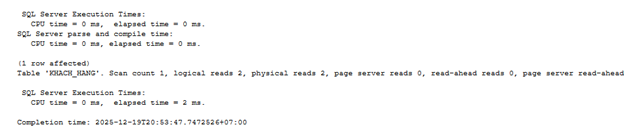 SQL Server Execution Times:
CPU time = 0 ms, elapsed time = 0 ms.
SQL Server parse and compile time:
CPU time = 0 ms, elapsed time = 0 ms.
(1 row affected)
Table 'KHACH_HANG'. Scan count 1, logical reads 2, physical reads 2, page server reads 0, read-ahead reads 0, page server read-ahead
SQL Server Execution Times:
CPU time = 0 ms, elapsed time = 2 ms.
Completion time: 2025-12-19T20:53:47.7472526+07:00